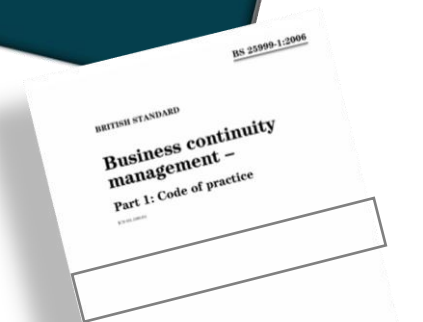 BS 25999-1:2006
BRITISH STANDARD
Business continuity
management –
Part 1: Code of practice